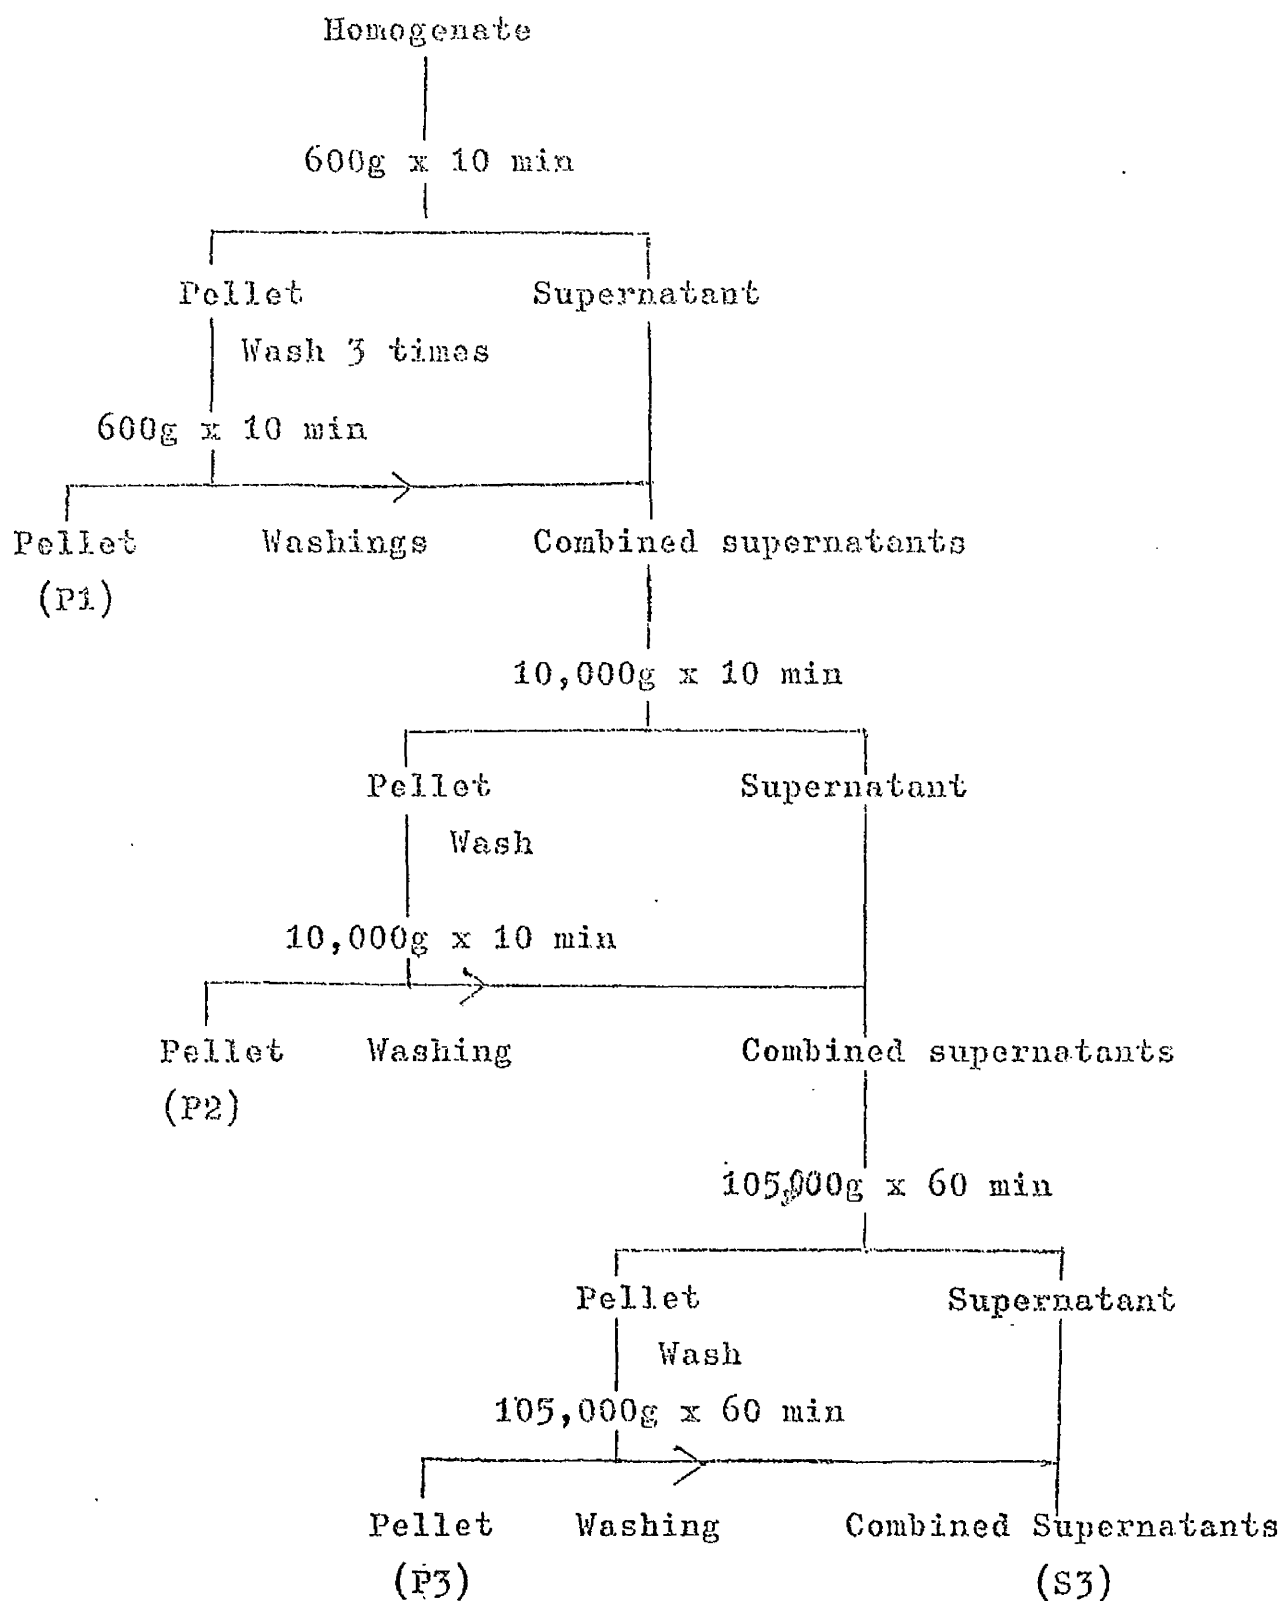 Homogenate
600g x 10 min
Pellet Supernatant
Wash 3 times
600g x 10 min
Pellet Washings Combined supernatants
(P1)
10,000g x 10 min
Pellet Supernatant
Wash
10,000g x 10 min
Pellet Washing Combined supernatants
(P2)
105,000g x 60 min
Pellet Supernatant
Wash
105,000g x 60 min
Pellet Washing Combined Supernatants
(P3) (S3)